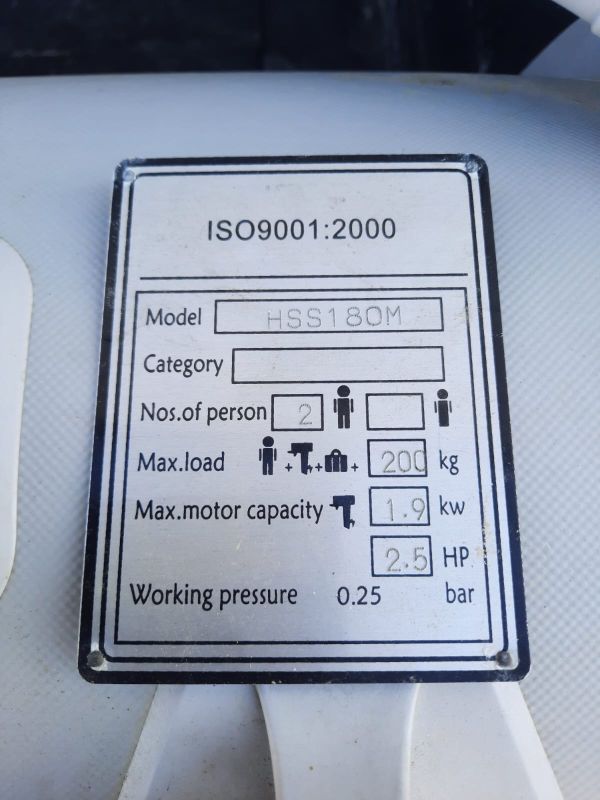 ISO9001:2000
Model HSS180M
Category
Nos.of person 2
Max.load + + + 200 kg
Max.motor capacity 1.9 kw
2.5 HP
Working pressure 0.25 bar